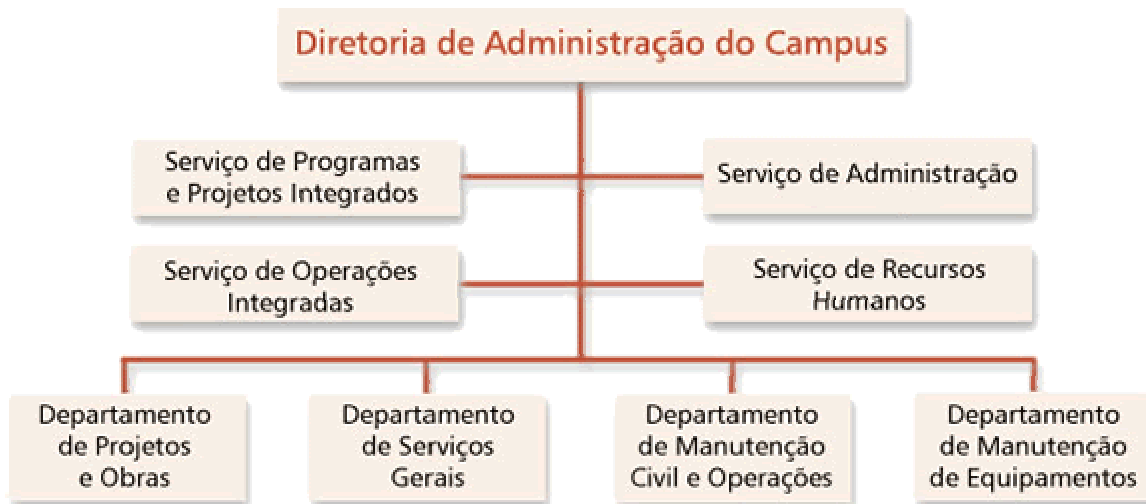 Diretoria de Administração do Campus
Serviço de Programas
e Projetos Integrados
Serviço de Administração
Serviço de Operações
Integradas
Serviço de Recursos
Humanos
Departamento
de Projetos
e Obras
Departamento
de Serviços
Gerais
Departamento
de Manutenção
Civil e Operações
Departamento
de Manutenção
de Equipamentos